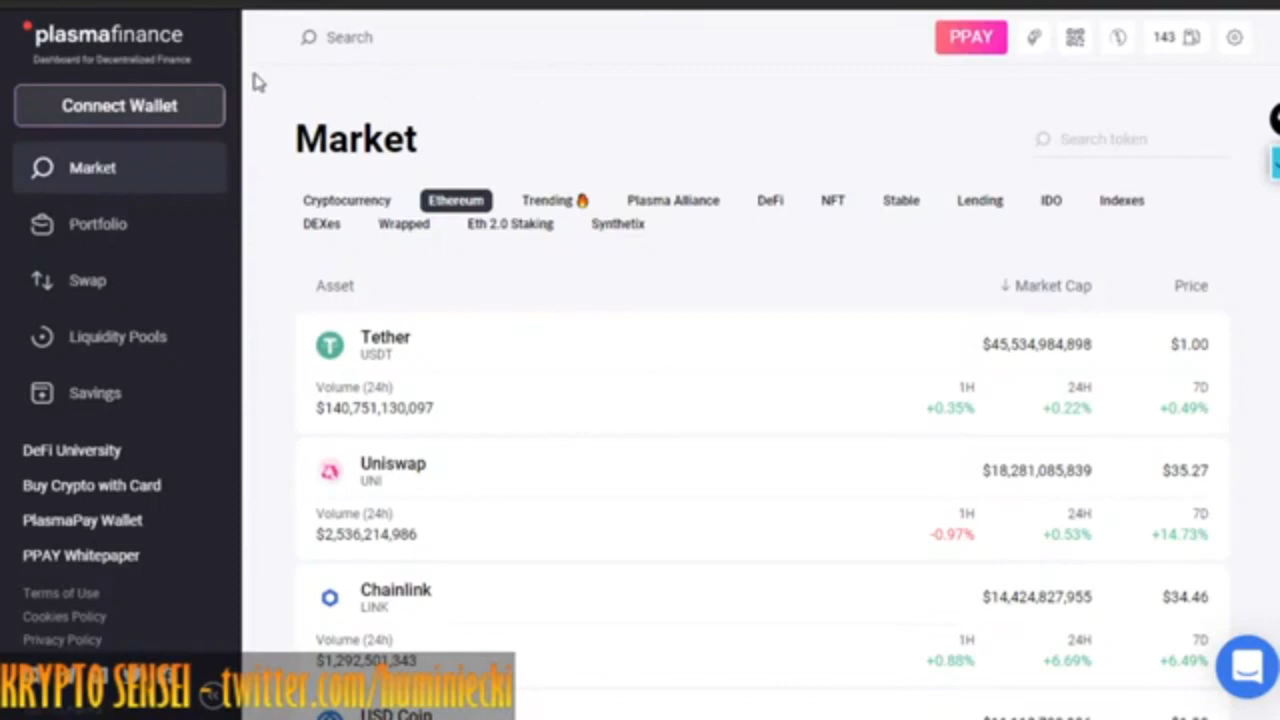 plasmafinance
Dashboard for Decentralized Finance
Connect Wallet
Market
Portfolio
Swap
Liquidity Pools
Savings
DeFi University
Buy Crypto with Card
PlasmaPay Wallet
PPAY Whitepaper
Terms of Use
Cookies Policy
Privacy Policy
Search
PPAY
143
Market
Search token
Cryptocurrency Ethereum Trending Plasma Alliance DeFi NFT Stable Lending IDO Indexes
DEXes Wrapped Eth 2.0 Staking Synthetix
Asset ↓ Market Cap Price
Tether $45,534,984,898 $1.00
USDT
Volume (24h) 1H 24H 7D
$140,751,130,097 +0.35% +0.22% +0.49%
Uniswap $18,281,085,839 $35.27
UNI
Volume (24h) 1H 24H 7D
$2,536,214,986 -0.97% +0.53% +14.73%
Chainlink $14,424,827,955 $34.46
LINK
Volume (24h) 1H 24H 7D
$1,292,501,343 +0.88% +6.69% +6.49%
USD Coin
KRYPTO SENSEI - twitter.com/huminiecki